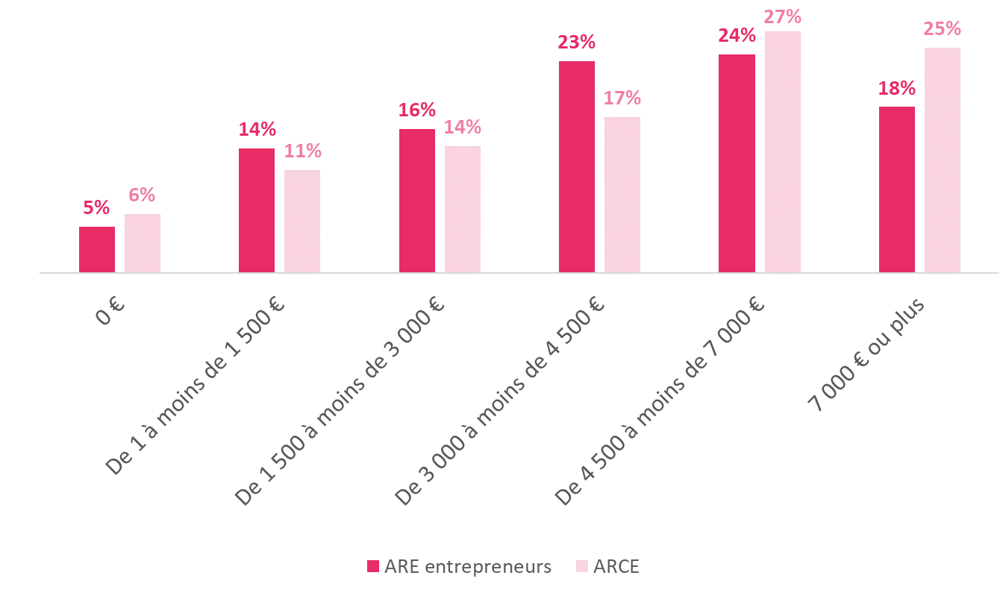 5%
6%
14%
11%
16%
14%
23%
17%
24%
27%
18%
25%
0 €
De 1 à moins de 1 500 €
De 1 500 à moins de 3 000 €
De 3 000 à moins de 4 500 €
De 4 500 à moins de 7 000 €
7 000 € ou plus
ARE entrepreneurs
ARCE